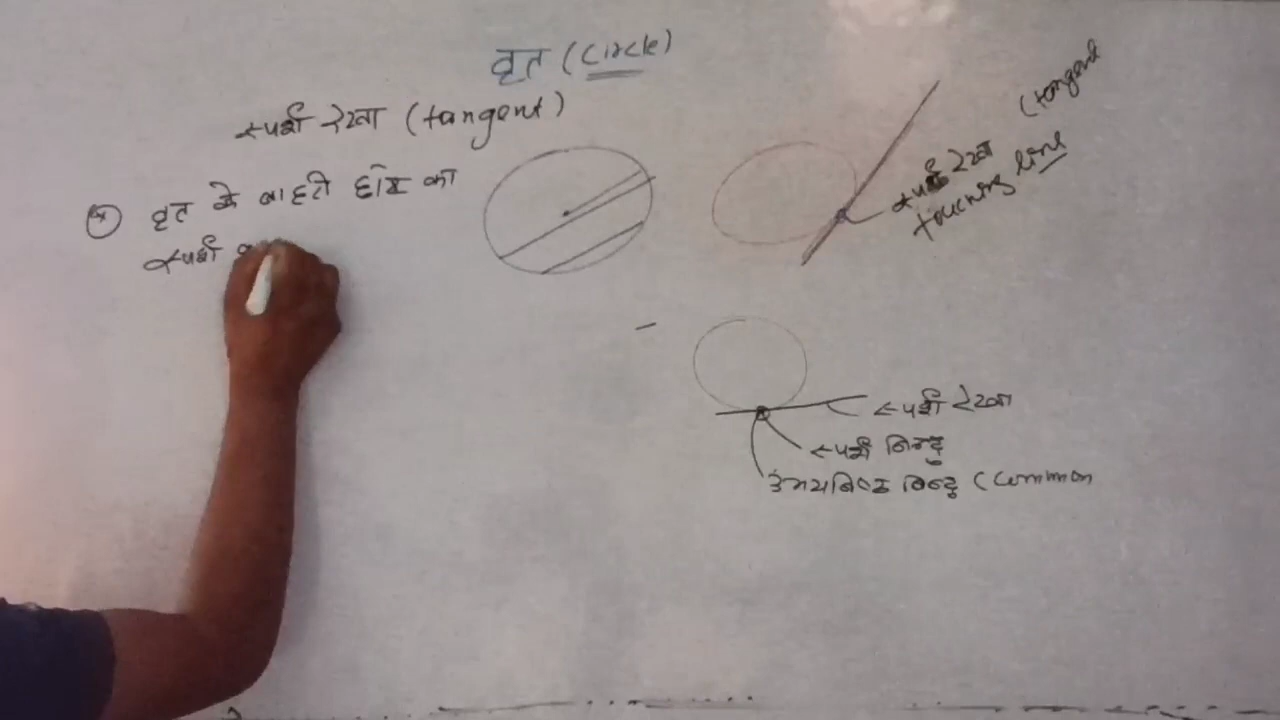 वृत (Circle)
स्पर्श रेखा (tangent)
वृत के बाहरी छोर का
स्पर्श
स्पर्श रेखा (tangent
touching line
स्पर्श रेखा
स्पर्श बिन्दु
उभयनिष्ठ बिन्दु (Common